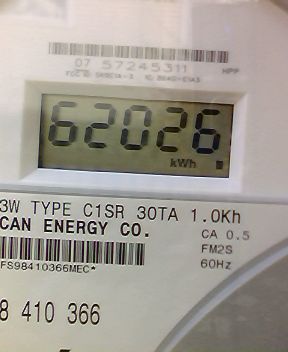 07 57245311
HPP
62026
kWh
3W TYPE C1SR 30TA 1.0Kh
CAN ENERGY CO.
CA 0.5
FM2S
FS98410366MEC*
60Hz
8 410 366